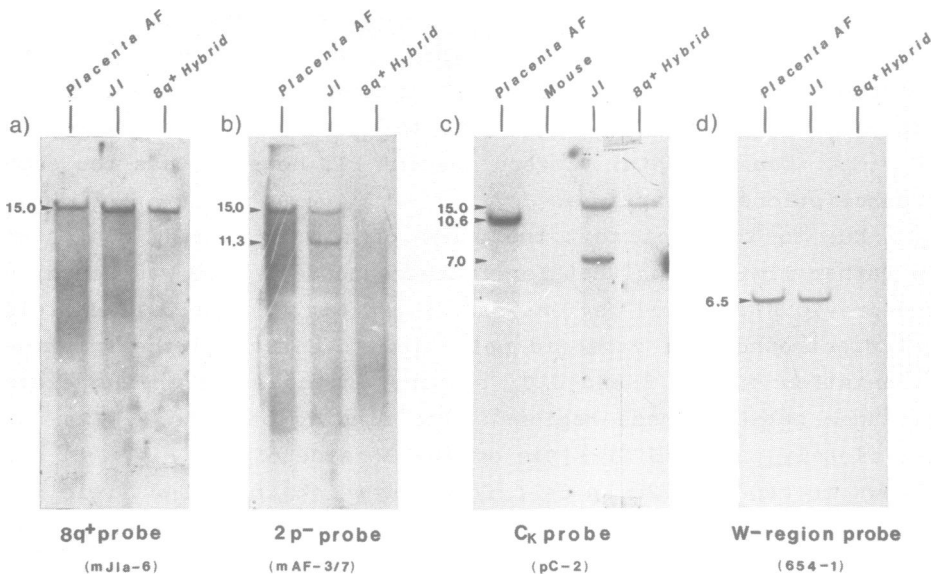 Placenta AF
JI
8q+ Hybrid
a)
15.0
8q+ probe
(mJIa-6)
Placenta AF
JI
8q+ Hybrid
b)
15.0
11.3
2p- probe
(mAF-3/7)
Placenta AF
Mouse
JI
8q+ Hybrid
c)
15.0
10.6
7.0
CK probe
(pC-2)
Placenta AF
JI
8q+ Hybrid
d)
6.5
W-region probe
(654-1)